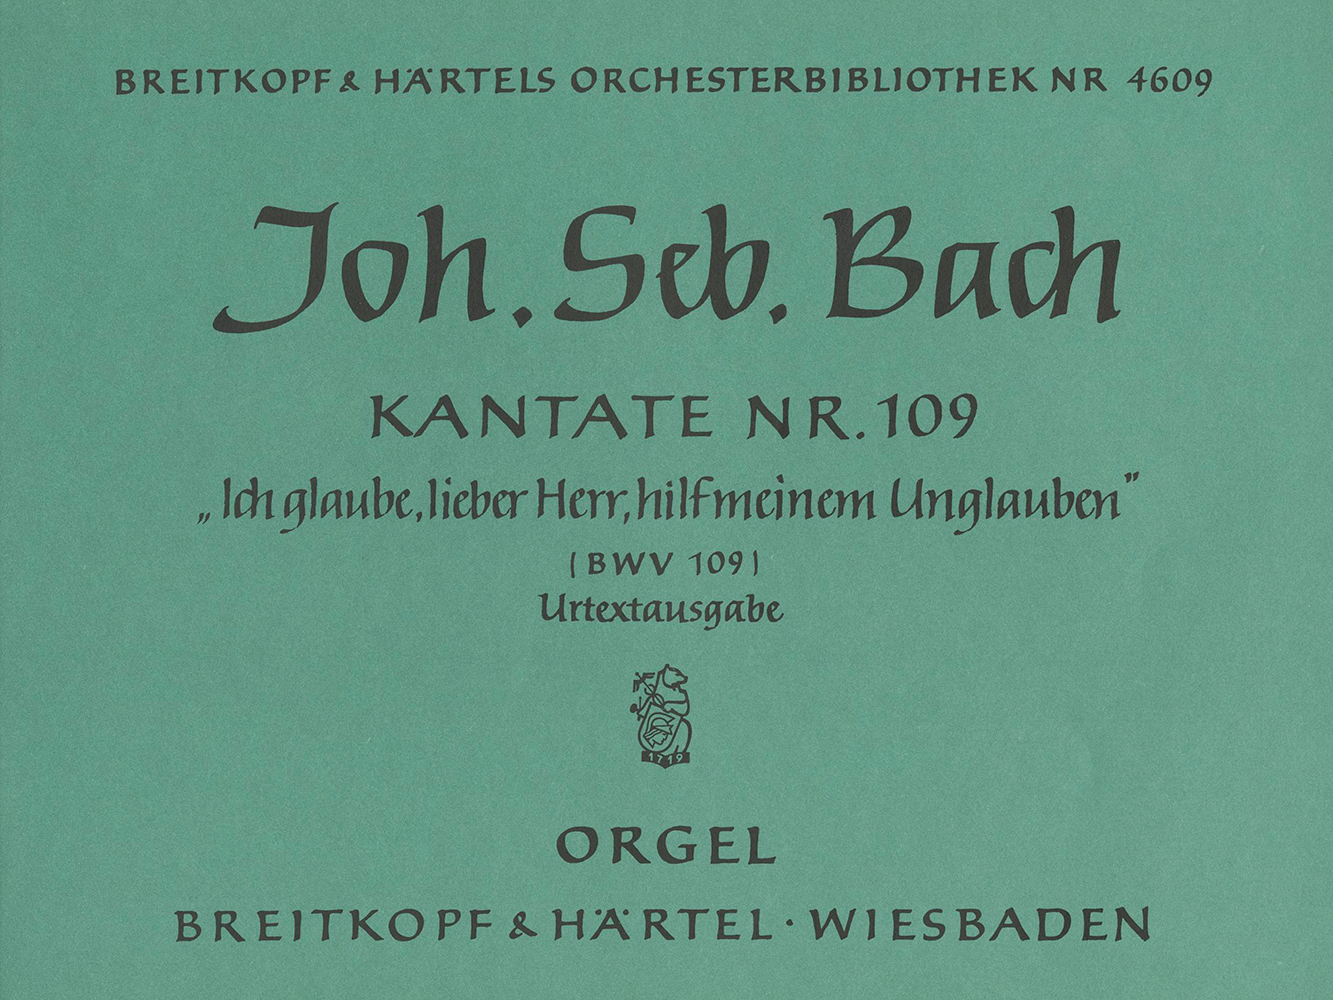 BREITKOPF & HÄRTELS ORCHESTERBIBLIOTHEK NR 4609
Joh. Seb. Bach
KANTATE NR. 109
„Ich glaube, lieber Herr, hilf meinem Unglauben”
(BWV 109)
Urtextausgabe
1719
ORGEL
BREITKOPF & HÄRTEL · WIESBADEN